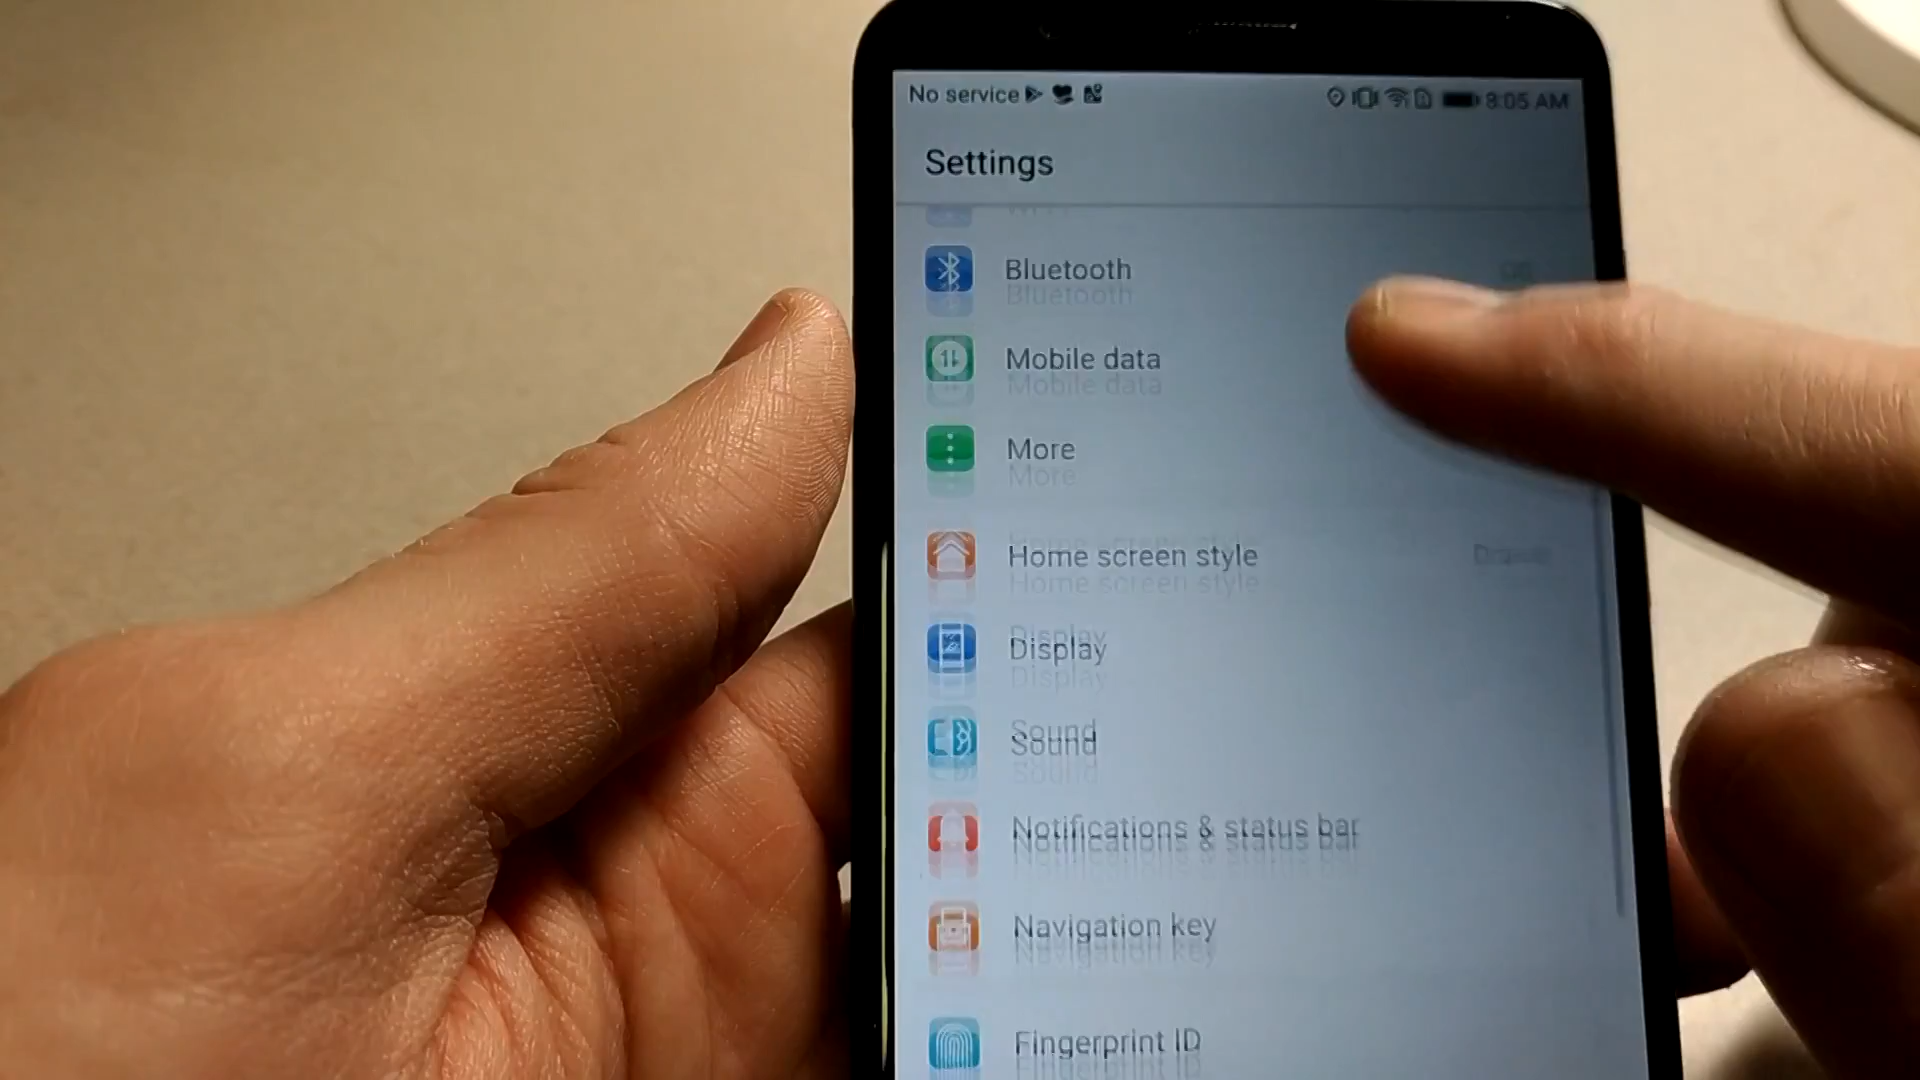 No service 8:05 AM
Settings
Bluetooth
Mobile data
More
Home screen style
Display
Sound
Notifications & status bar
Navigation key
Fingerprint ID